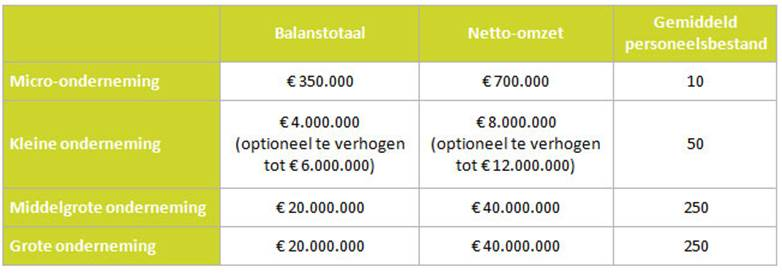 Balanstotaal
Netto-omzet
Gemiddeld
personeelsbestand
Micro-onderneming
€ 350.000
€ 700.000
10
Kleine onderneming
€ 4.000.000
(optioneel te verhogen
tot € 6.000.000)
€ 8.000.000
(optioneel te verhogen
tot € 12.000.000)
50
Middelgrote onderneming
€ 20.000.000
€ 40.000.000
250
Grote onderneming
€ 20.000.000
€ 40.000.000
250